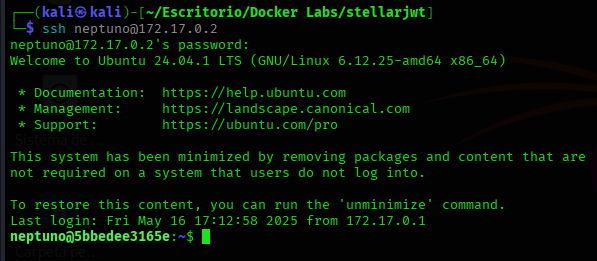 ┌──(kali㉿kali)-[~/Escritorio/Docker Labs/stellarjwt]
└─$ ssh neptuno@172.17.0.2
neptuno@172.17.0.2's password:
Welcome to Ubuntu 24.04.1 LTS (GNU/Linux 6.12.25-amd64 x86_64)

 * Documentation:  https://help.ubuntu.com
 * Management:     https://landscape.canonical.com
 * Support:        https://ubuntu.com/pro

This system has been minimized by removing packages and content that are
not required on a system that users do not log into.

To restore this content, you can run the 'unminimize' command.
Last login: Fri May 16 17:12:58 2025 from 172.17.0.1
neptuno@5bbedee3165e:~$